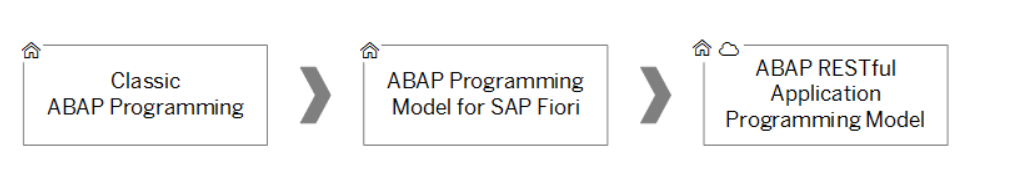 Classic
ABAP Programming
ABAP Programming
Model for SAP Fiori
ABAP RESTful
Application
Programming Model